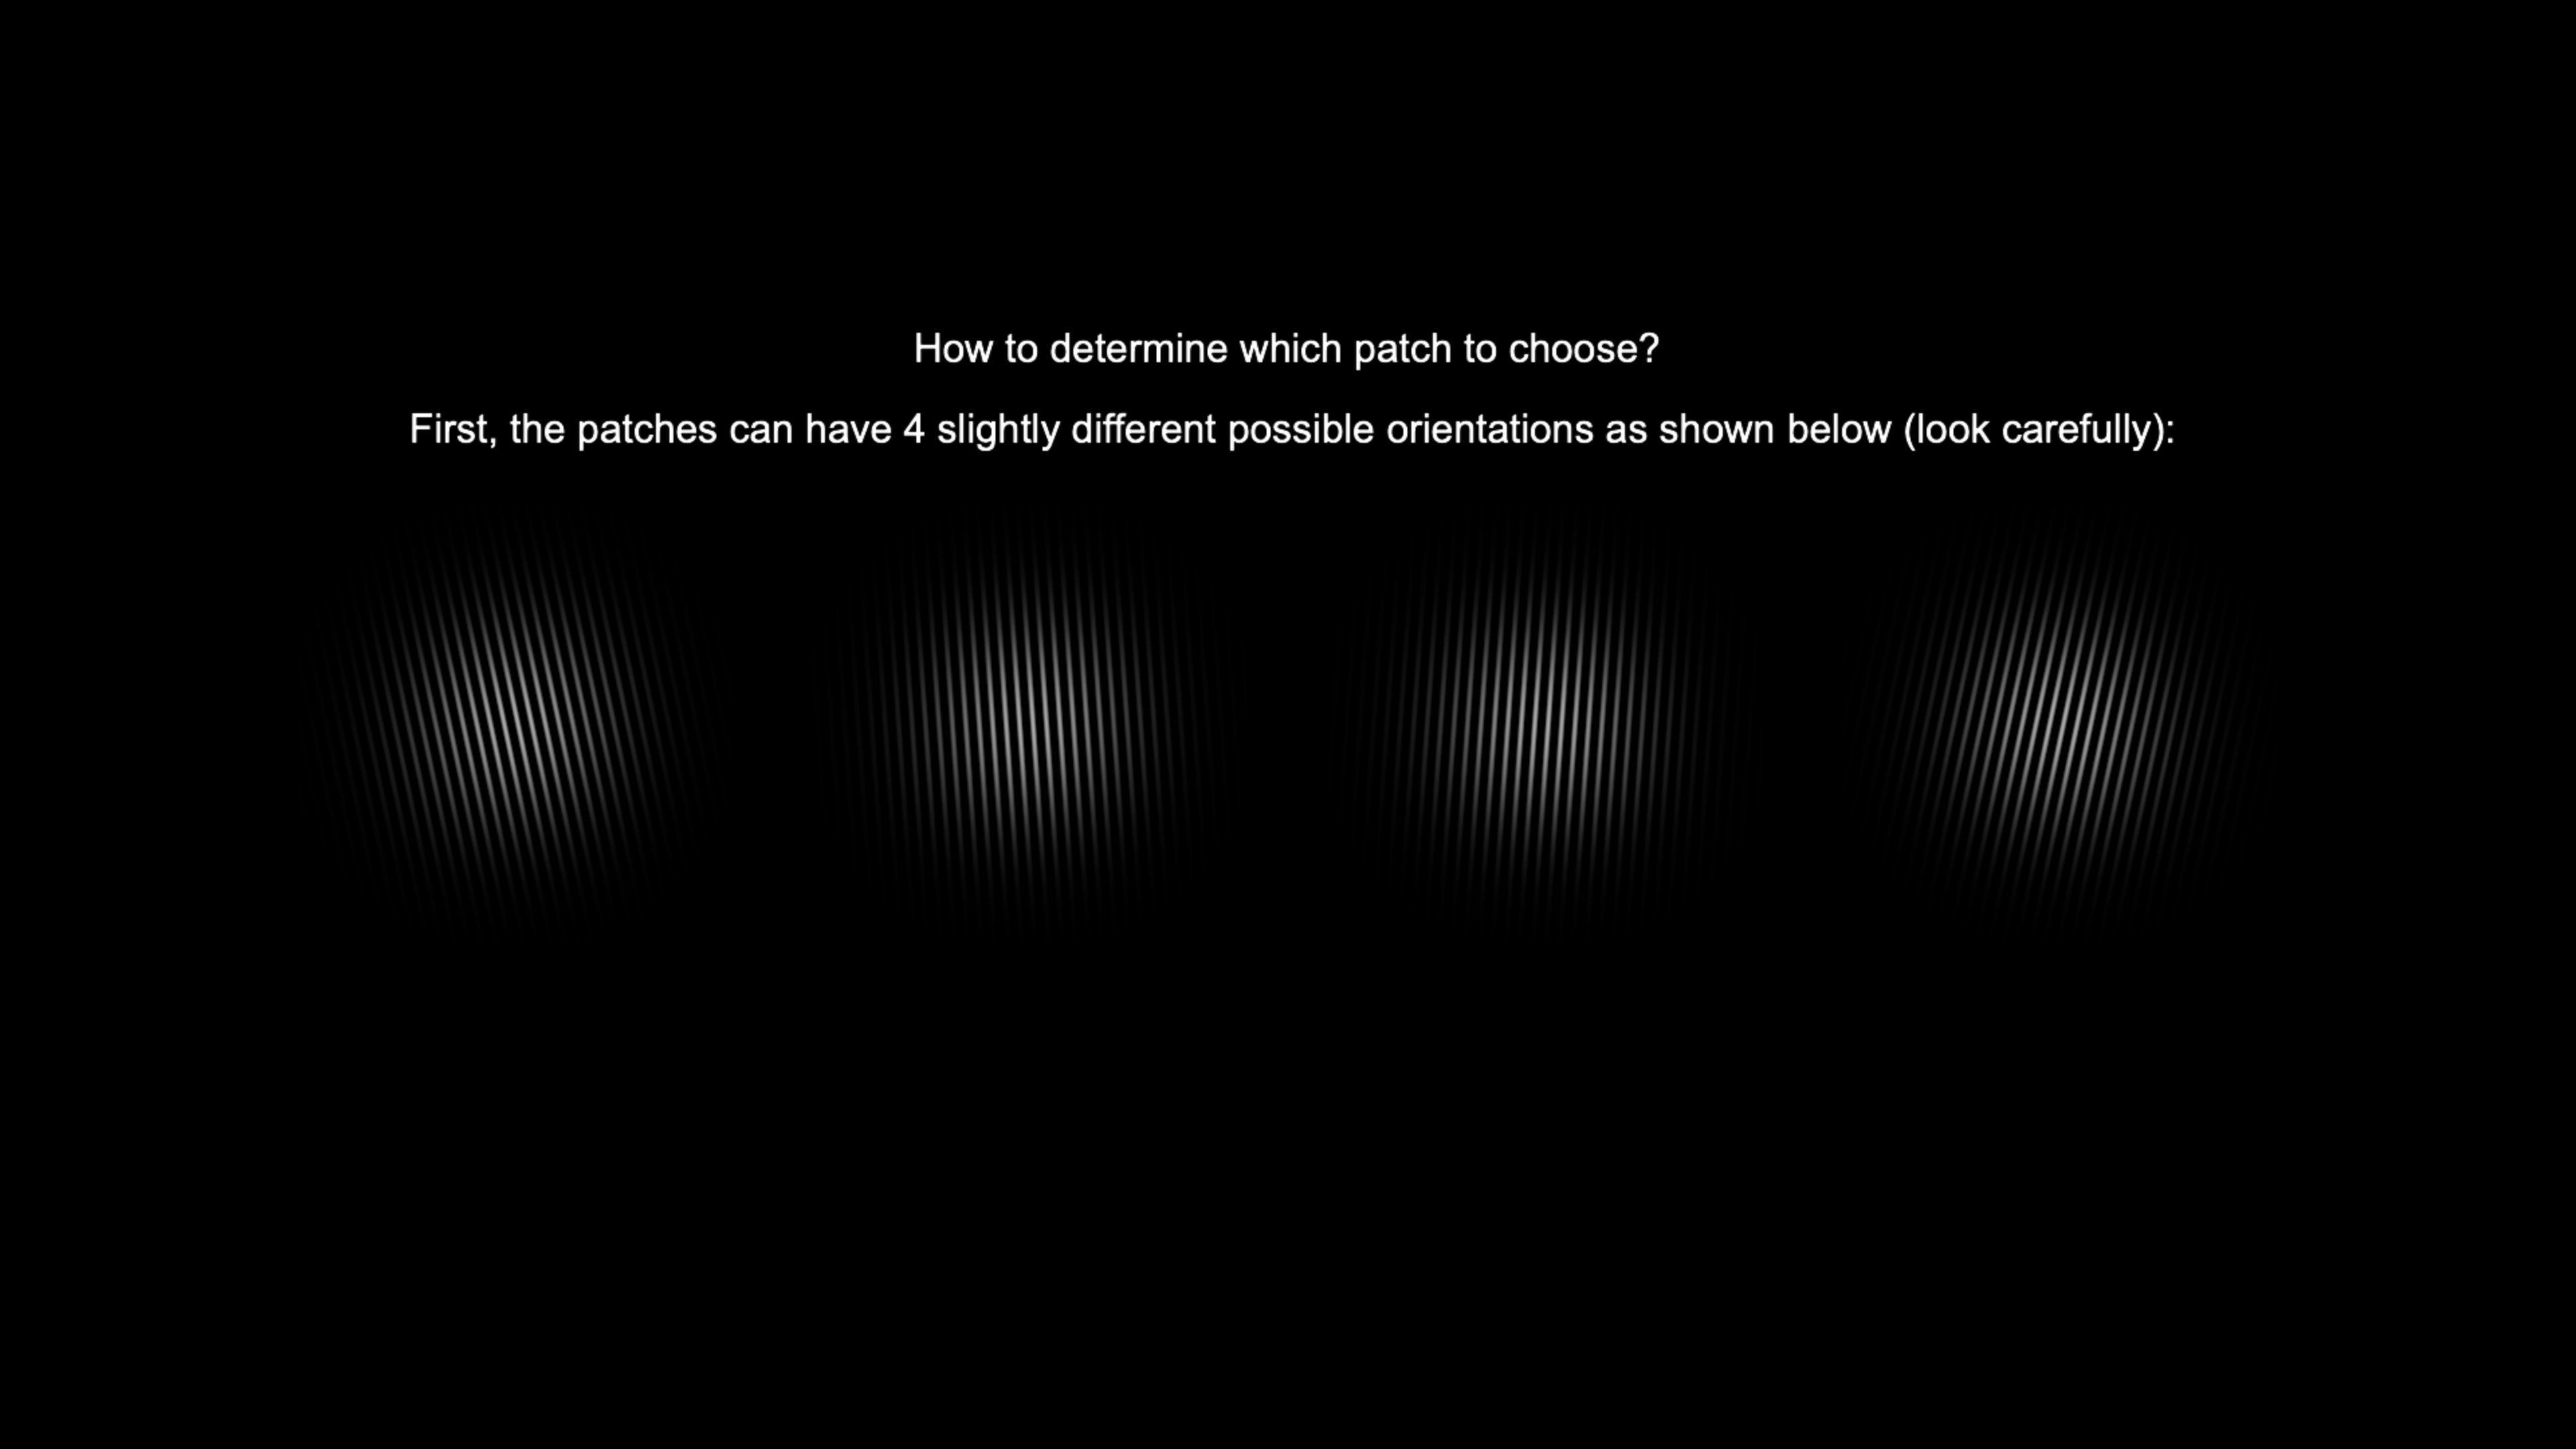 How to determine which patch to choose?
First, the patches can have 4 slightly different possible orientations as shown below (look carefully):